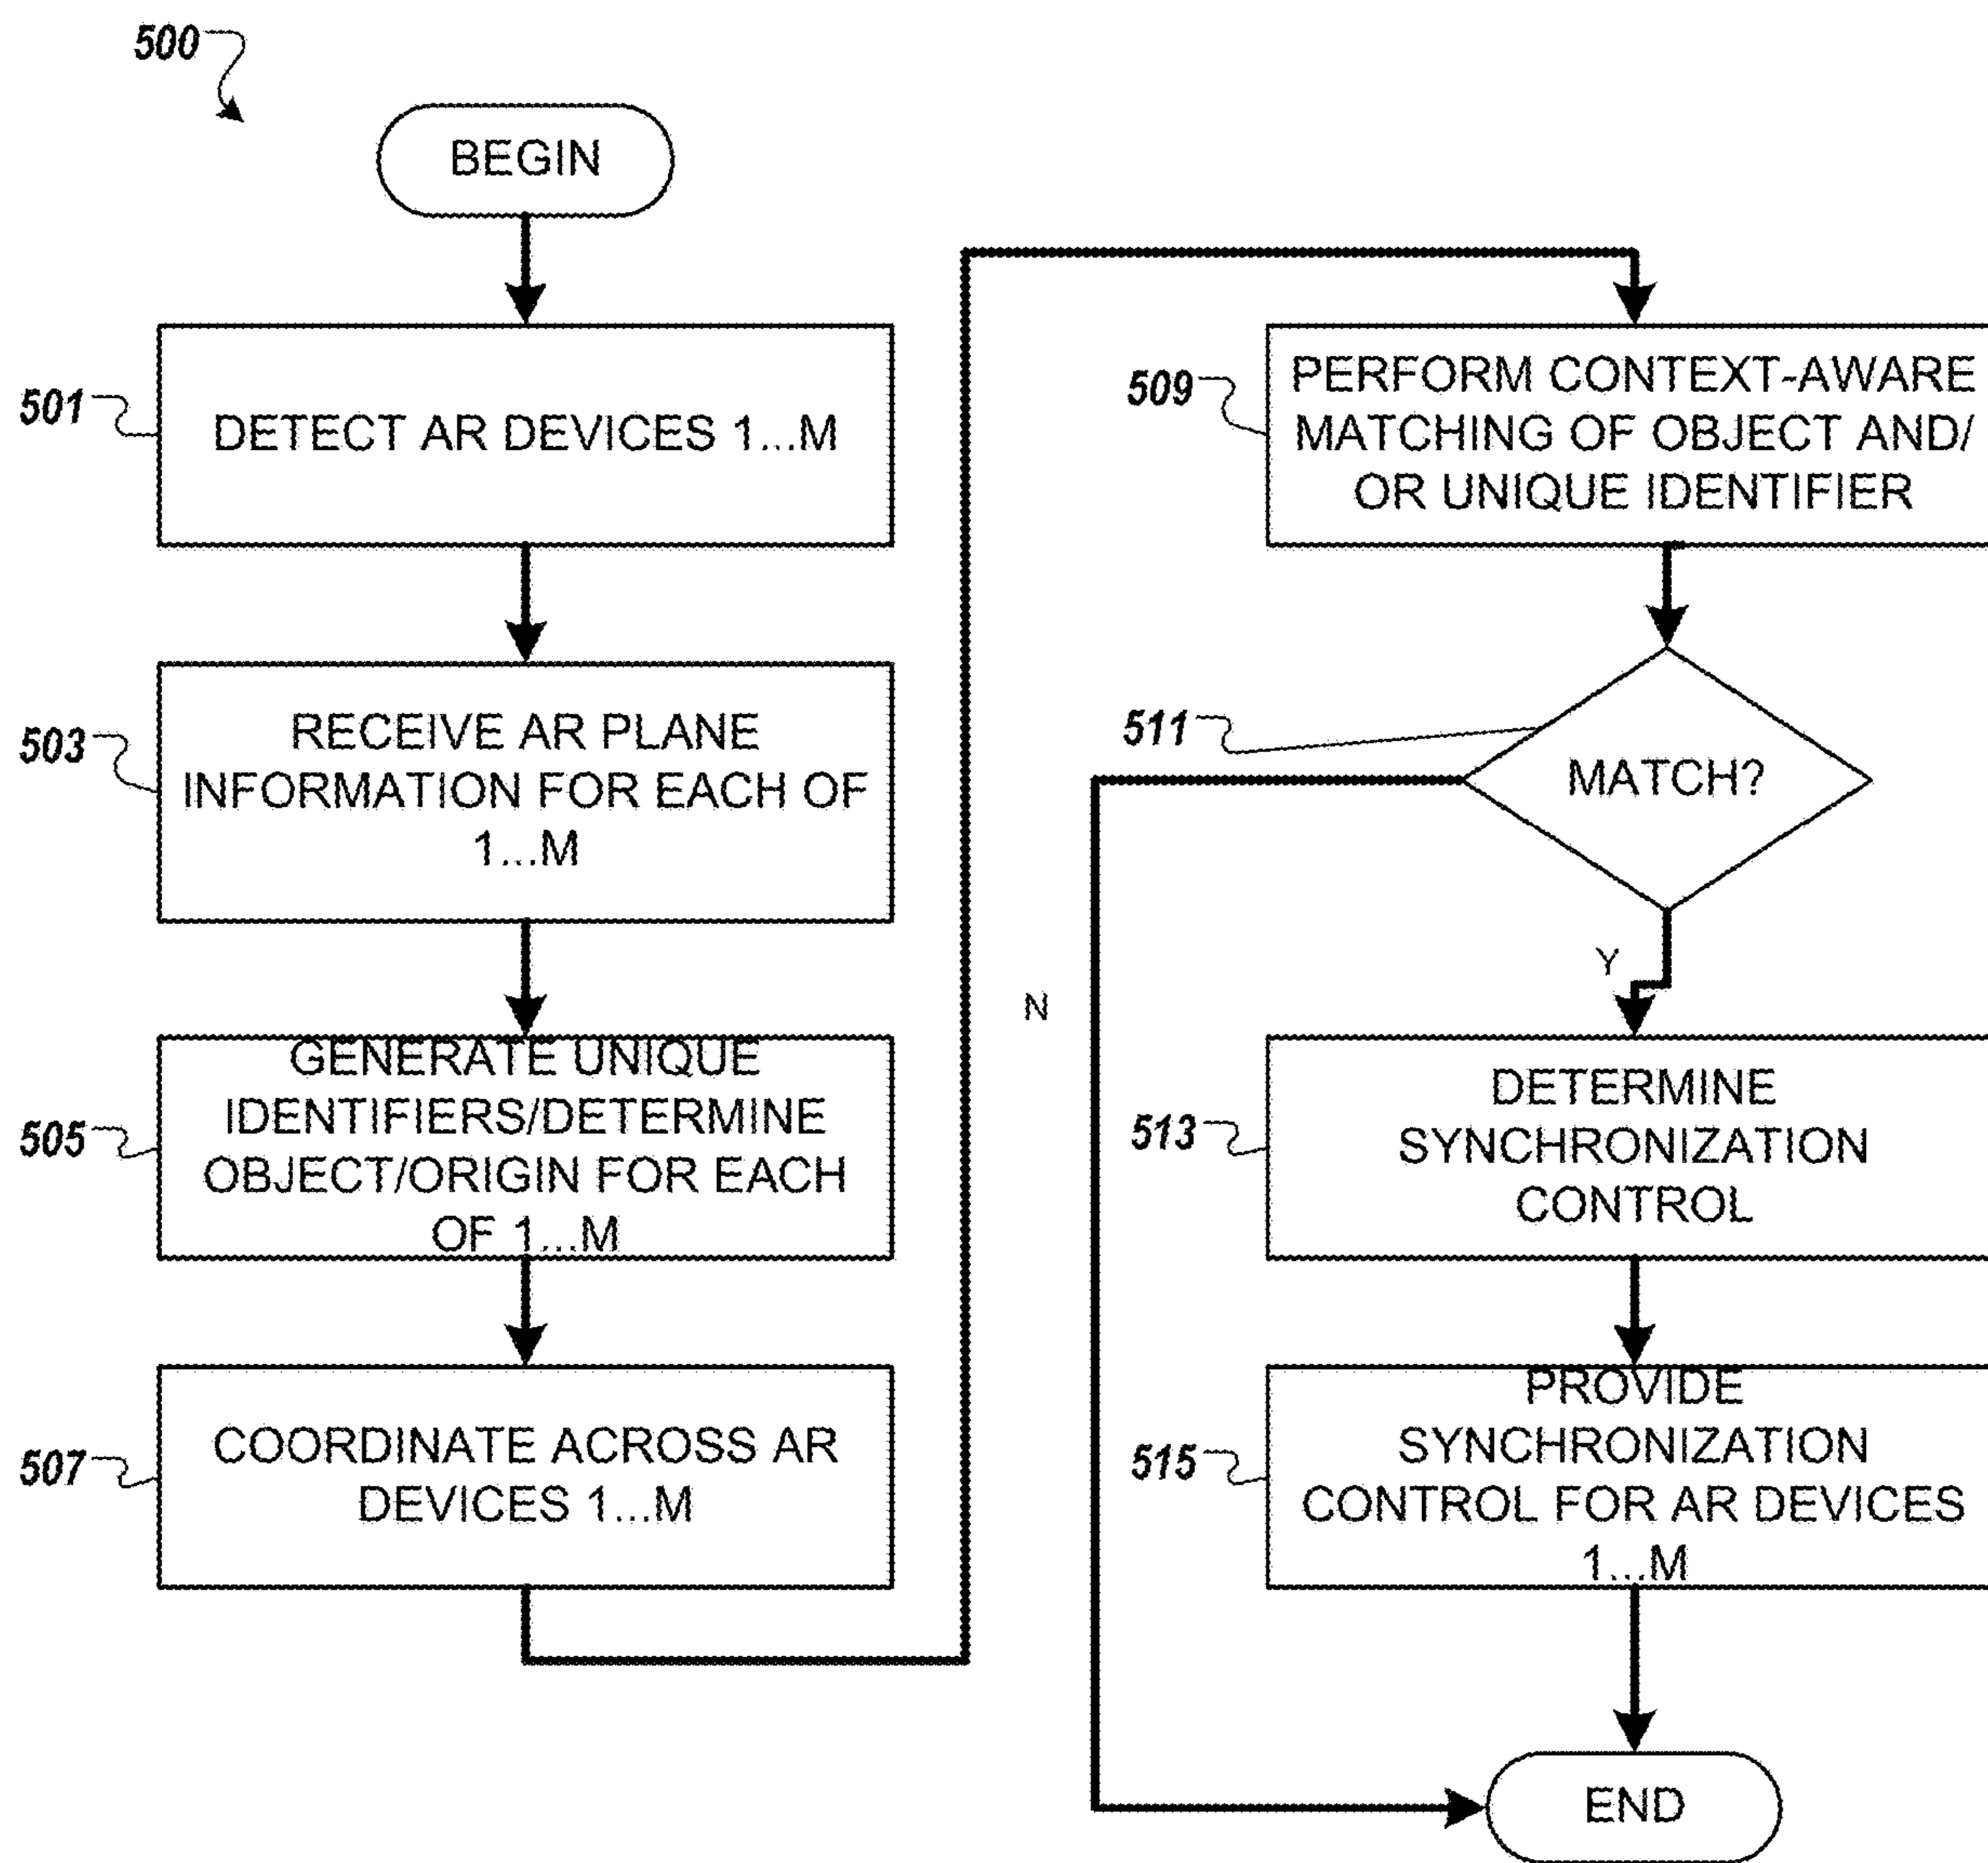 500
BEGIN
501
DETECT AR DEVICES 1...M
503
RECEIVE AR PLANE
INFORMATION FOR EACH OF
1...M
505
GENERATE UNIQUE
IDENTIFIERS/DETERMINE
OBJECT/ORIGIN FOR EACH
OF 1...M
507
COORDINATE ACROSS AR
DEVICES 1...M
509
PERFORM CONTEXT-AWARE
MATCHING OF OBJECT AND/
OR UNIQUE IDENTIFIER
511
MATCH?
N
Y
513
DETERMINE
SYNCHRONIZATION
CONTROL
515
PROVIDE
SYNCHRONIZATION
CONTROL FOR AR DEVICES
1...M
END